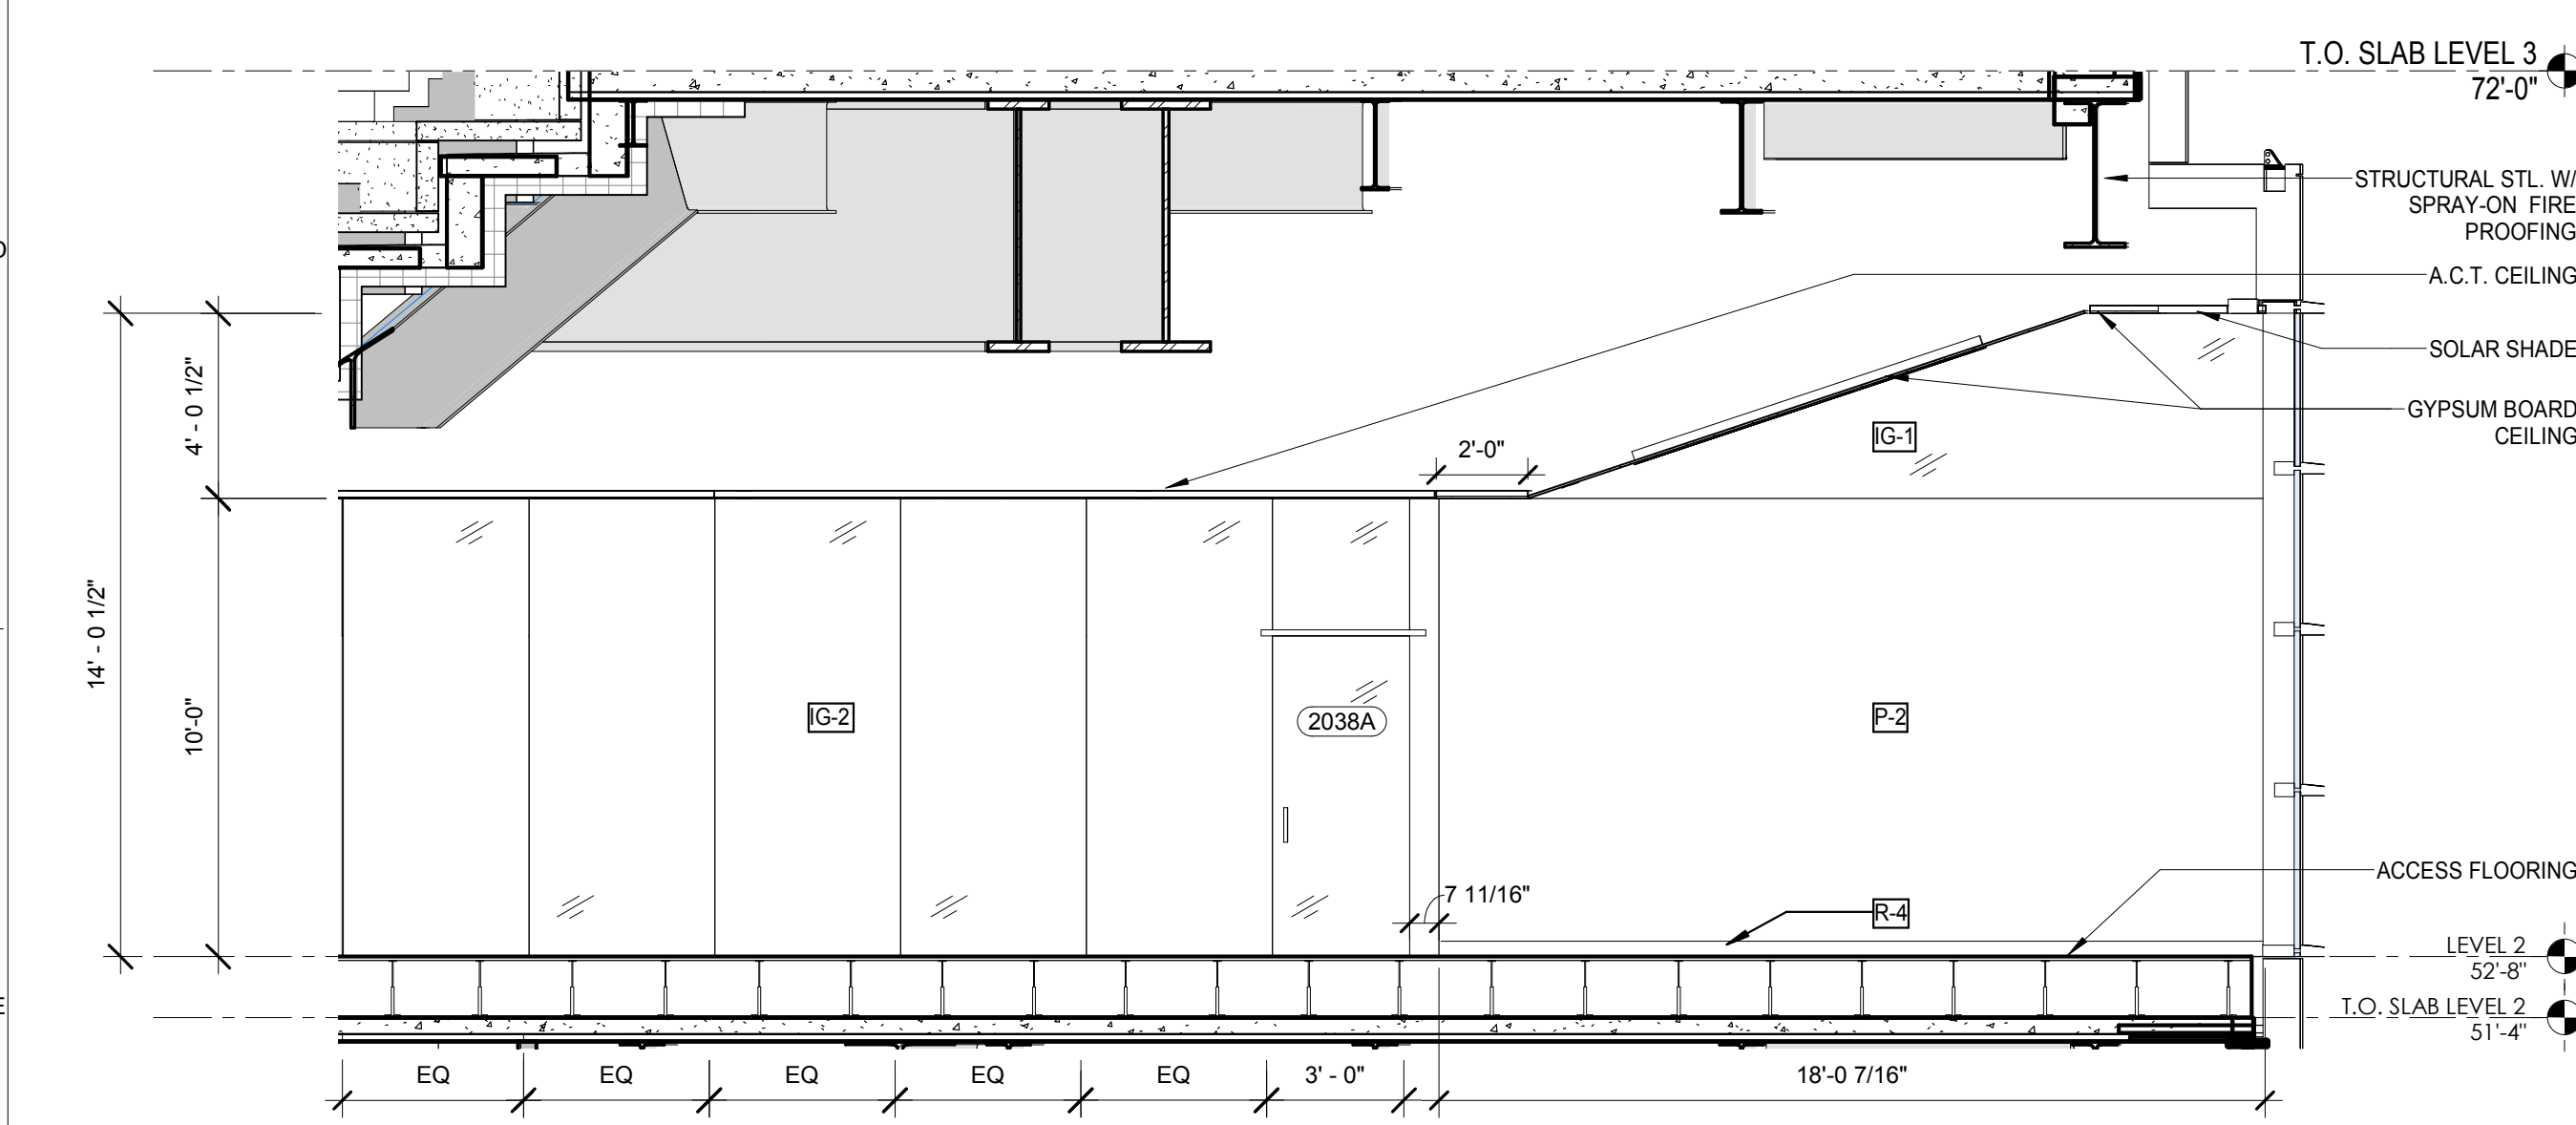 T.O. SLAB LEVEL 3
72'-0"
STRUCTURAL STL. W/
SPRAY-ON FIRE
PROOFING
A.C.T. CEILING
SOLAR SHADE
GYPSUM BOARD
CEILING
4' - 0 1/2"
2'-0"
IG-1
14' - 0 1/2"
10'-0"
IG-2
2038A
P-2
7 11/16"
R-4
ACCESS FLOORING
LEVEL 2
52'-8"
T.O. SLAB LEVEL 2
51'-4"
EQ EQ EQ EQ EQ 3' - 0" 18'-0 7/16"